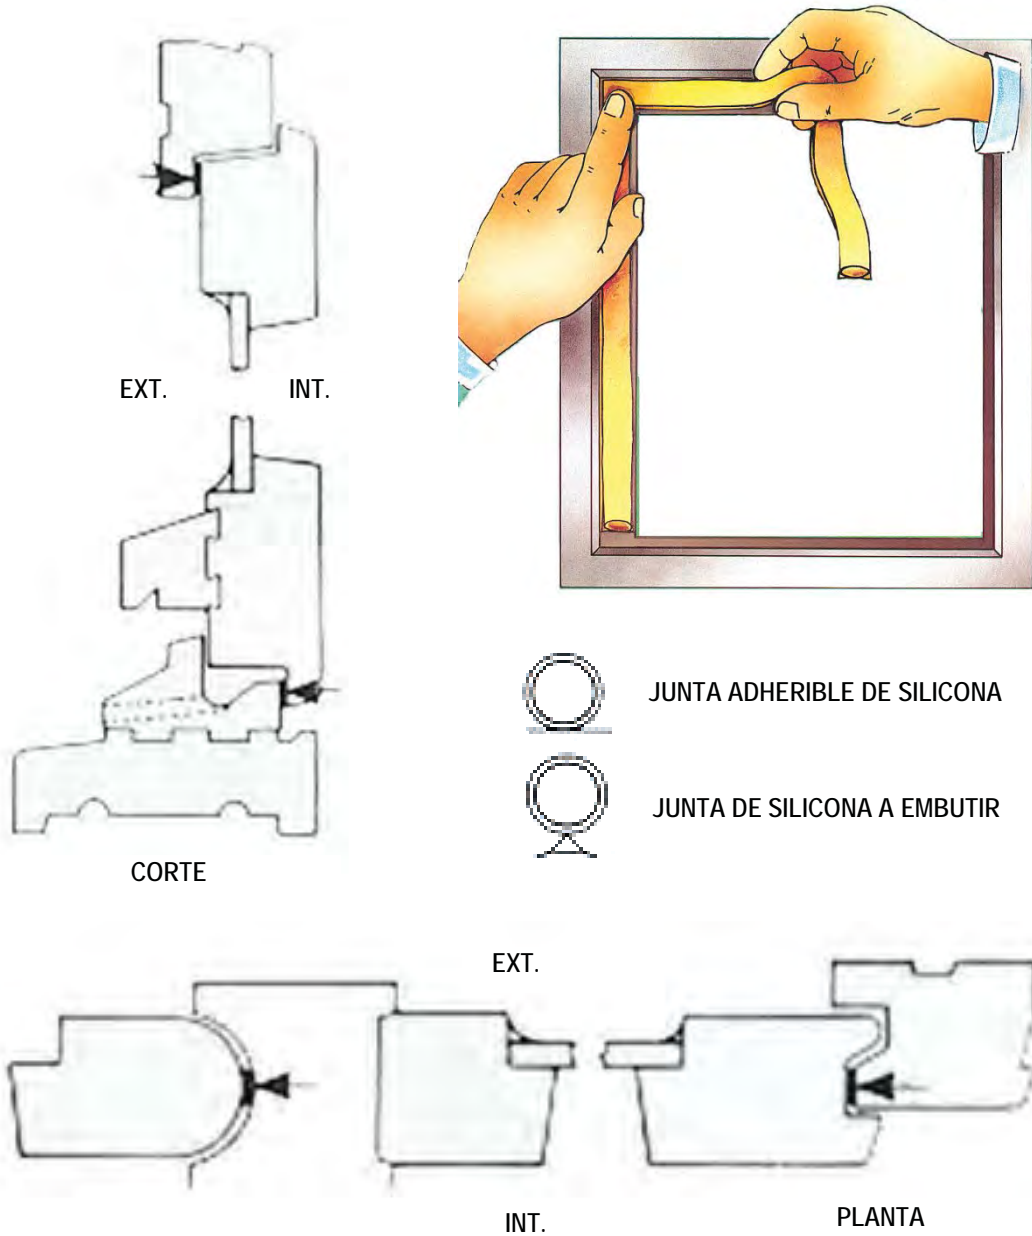 EXT.
INT.
JUNTA ADHERIBLE DE SILICONA
JUNTA DE SILICONA A EMBUTIR
CORTE
EXT.
INT.
PLANTA